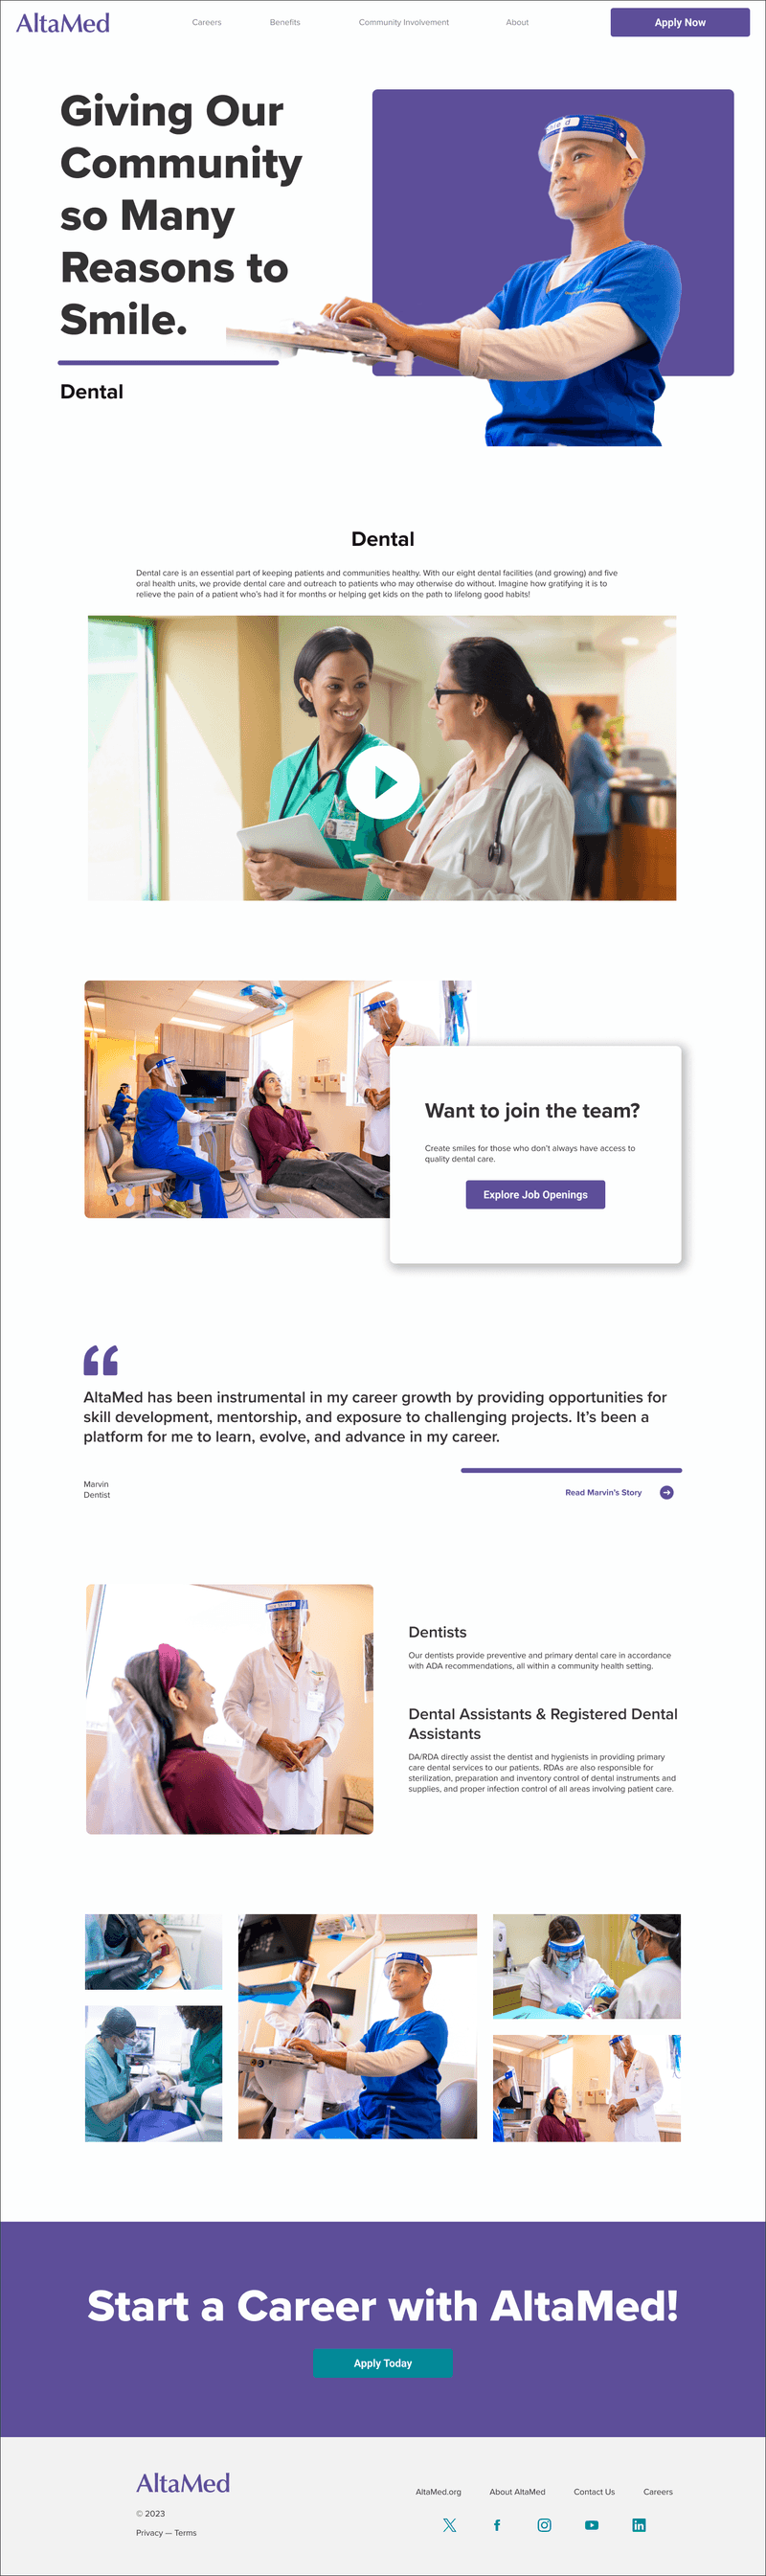 AltaMed
Careers
Benefits
Community Involvement
About
Apply Now
Giving Our
Community
so Many
Reasons to
Smile.
Dental
Dental
Dental care is an essential part of keeping patients and communities healthy. With our eight dental facilities (and growing) and five
oral health units, we provide dental care and outreach to patients who may otherwise do without. Imagine how gratifying it is to
relieve the pain of a patient who's had it for months or helping get kids on the path to lifelong good habits!
Want to join the team?
Create smiles for those who don't always have access to
quality dental care.
Explore Job Openings
AltaMed has been instrumental in my career growth by providing opportunities for
skill development, mentorship, and exposure to challenging projects. It's been a
platform for me to learn, evolve, and advance in my career.
Marvin
Dentist
Read Marvin's Story
Dentists
Our dentists provide preventive and primary dental care in accordance
with ADA recommendations, all within a community health setting.
Dental Assistants & Registered Dental
Assistants
DA/RDA directly assist the dentist and hygienists in providing primary
care dental services to our patients. RDAs are also responsible for
sterilization, preparation and inventory control of dental instruments and
supplies, and proper infection control of all areas involving patient care.
Start a Career with AltaMed!
Apply Today
AltaMed
© 2023
Privacy — Terms
AltaMed.org
About AltaMed
Contact Us
Careers